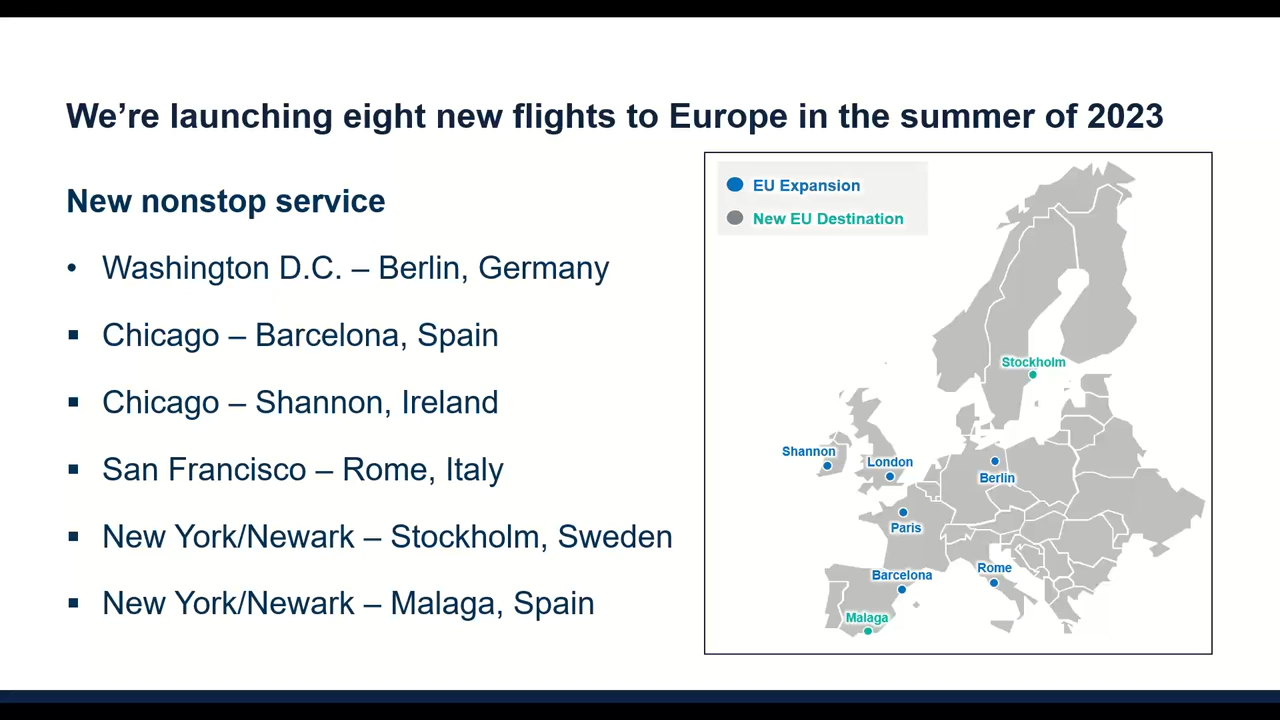 We’re launching eight new flights to Europe in the summer of 2023
New nonstop service
• Washington D.C. – Berlin, Germany
▪ Chicago – Barcelona, Spain
▪ Chicago – Shannon, Ireland
▪ San Francisco – Rome, Italy
▪ New York/Newark – Stockholm, Sweden
▪ New York/Newark – Malaga, Spain
EU Expansion
New EU Destination
Stockholm
Shannon
London
Berlin
Paris
Rome
Barcelona
Malaga